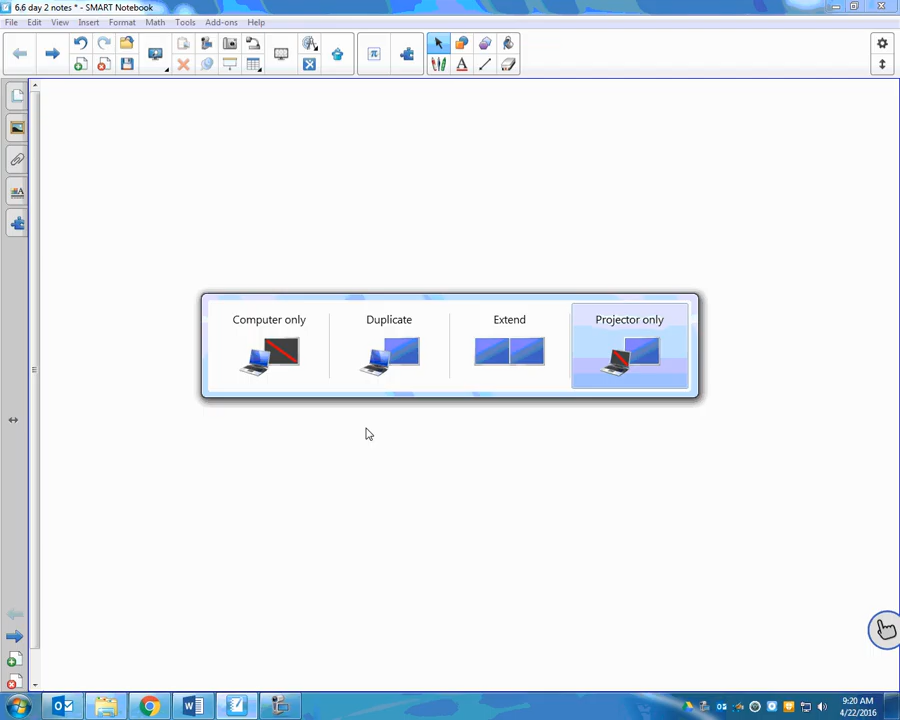 6.6 day 2 notes * - SMART Notebook
File Edit View Insert Format Math Tools Add-ons Help
Computer only Duplicate Extend Projector only
9:20 AM
4/22/2016